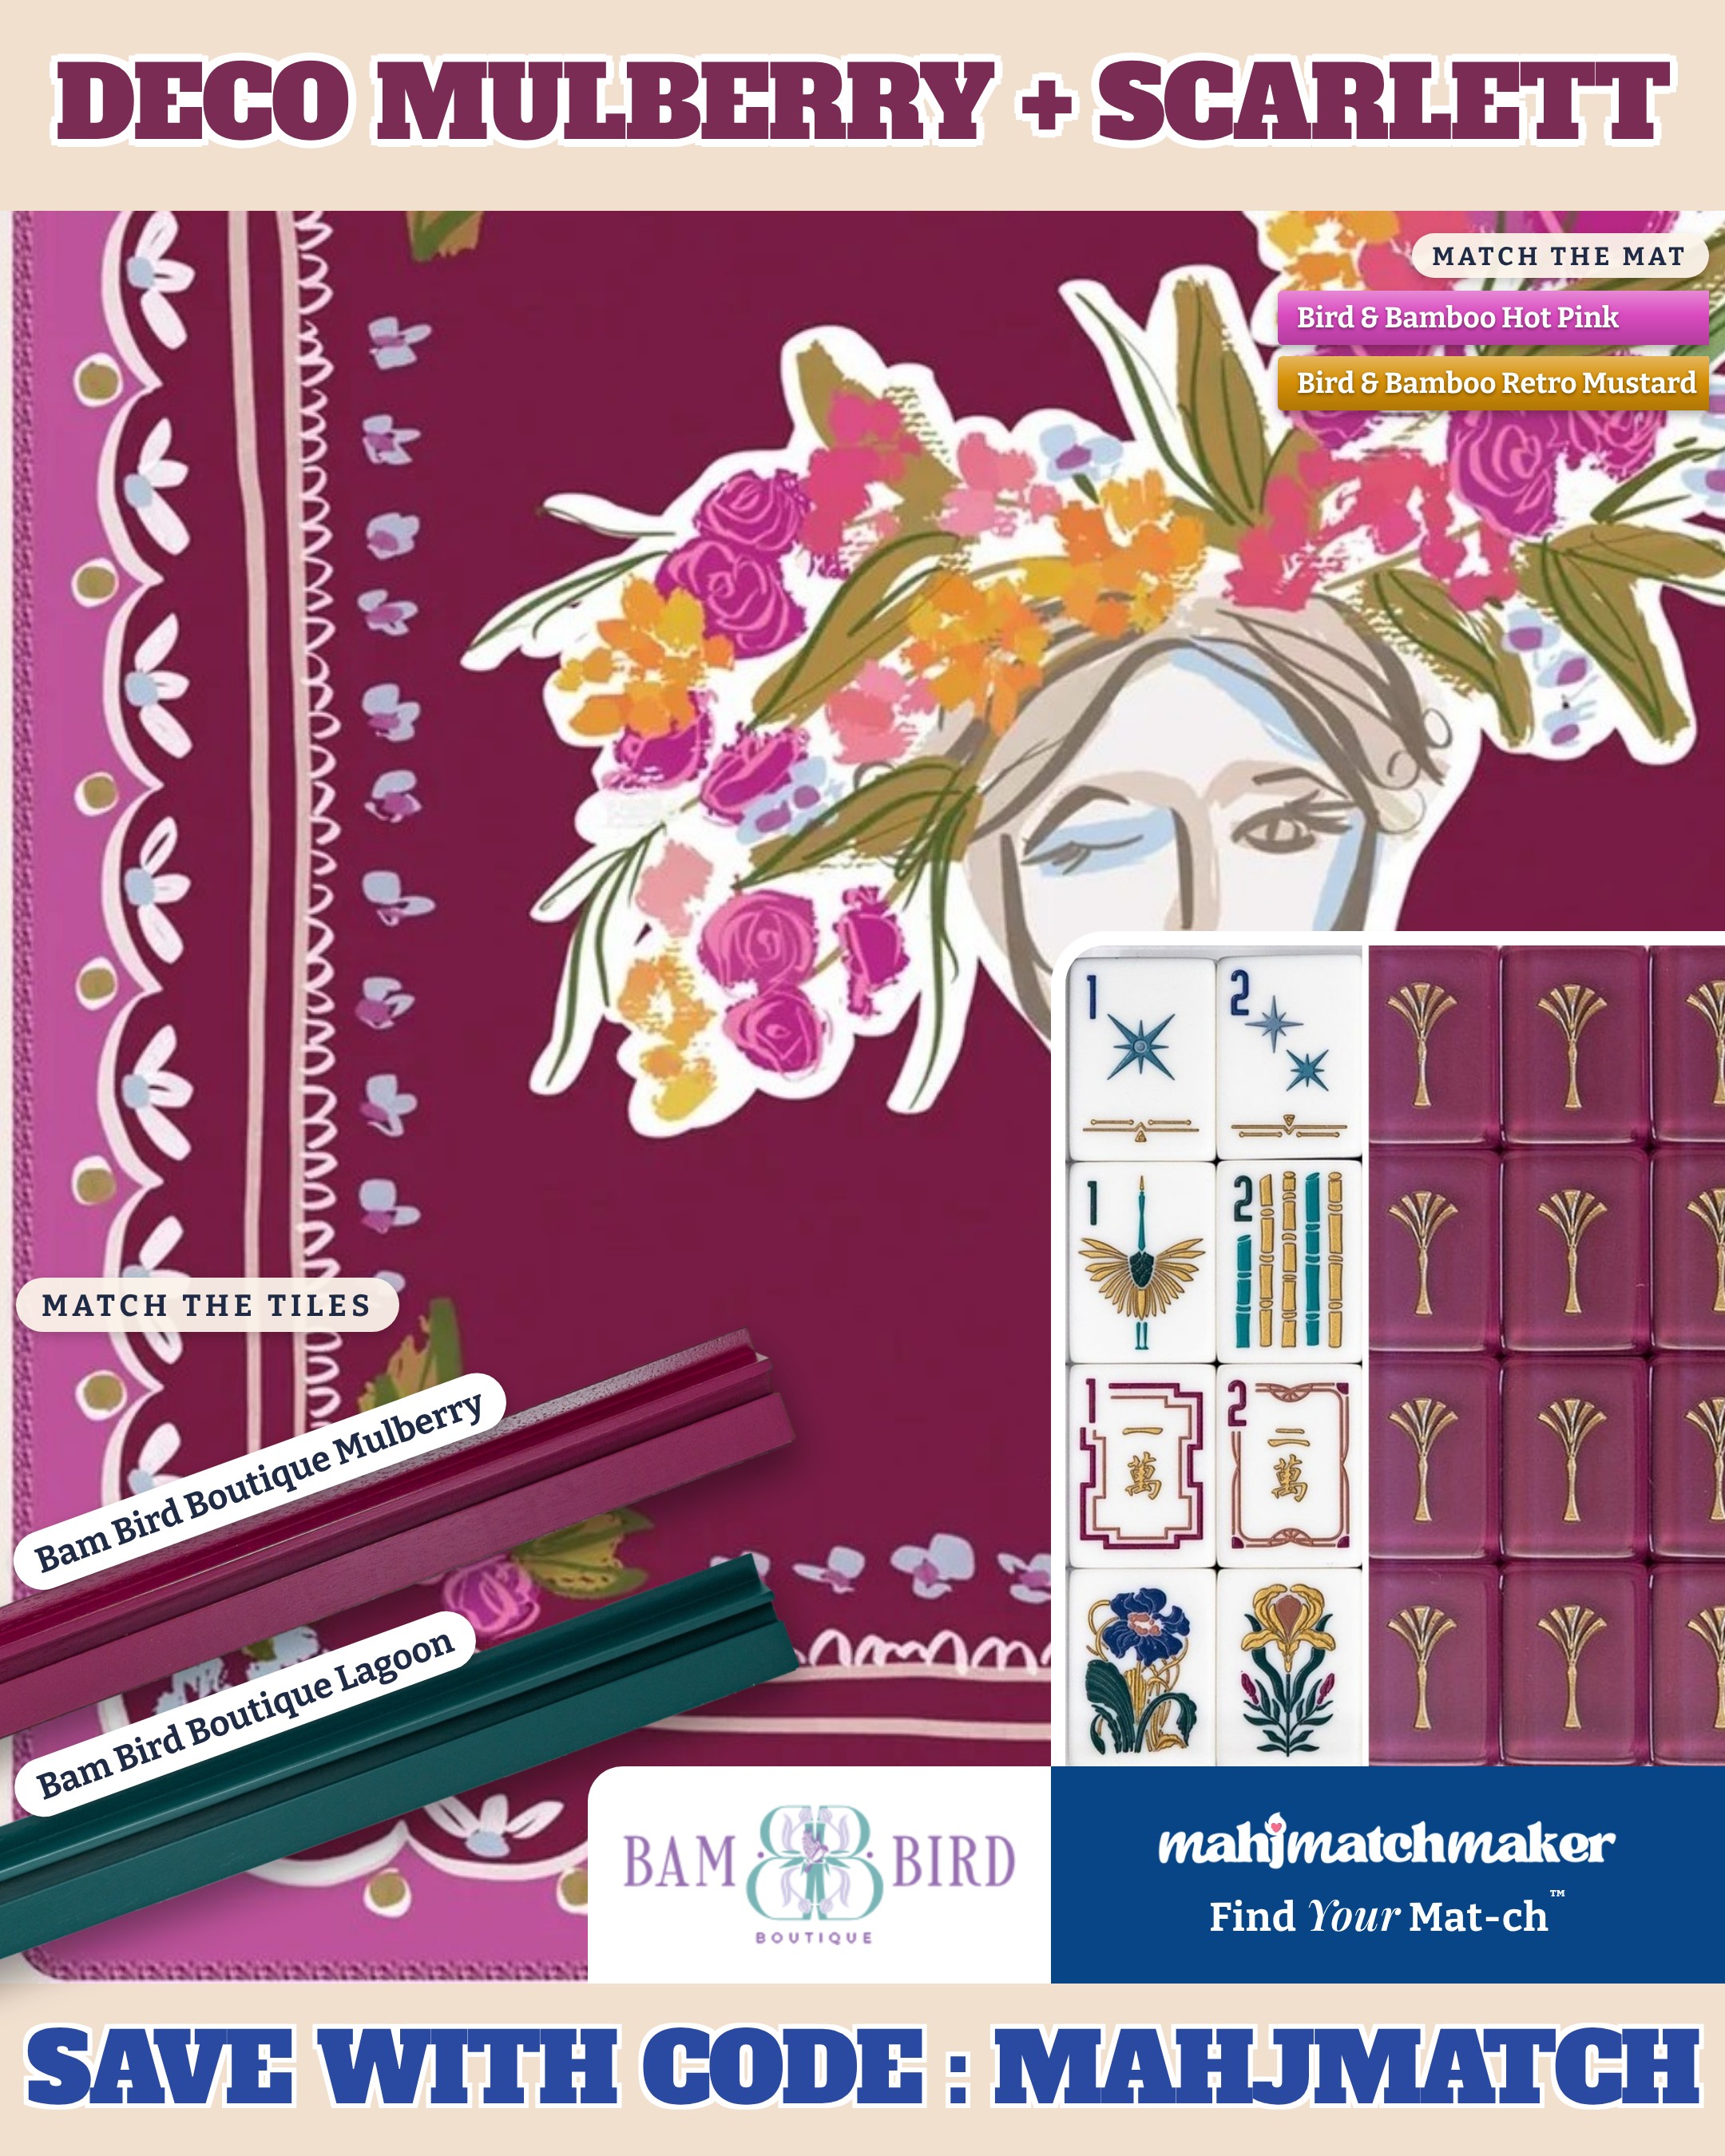 DECO MULBERRY + SCARLETT
MATCH THE MAT
Bird & Bamboo Hot Pink
Bird & Bamboo Retro Mustard
1
2
1
2
1
一萬
2
二萬
MATCH THE TILES
Bam Bird Boutique Mulberry
Bam Bird Boutique Lagoon
BAM BIRD
BOUTIQUE
mahjmatchmaker
Find Your Mat-ch™
SAVE WITH CODE : MAHJMATCH